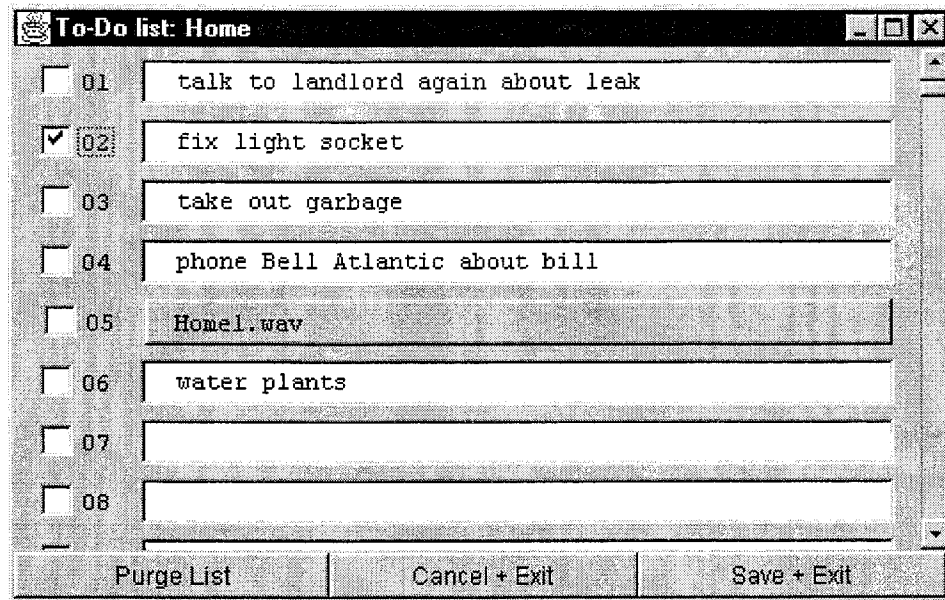 To-Do list: Home
01 talk to landlord again about leak
02 fix light socket
03 take out garbage
04 phone Bell Atlantic about bill
05 Home1.wav
06 water plants
07
08
Purge List Cancel + Exit Save + Exit